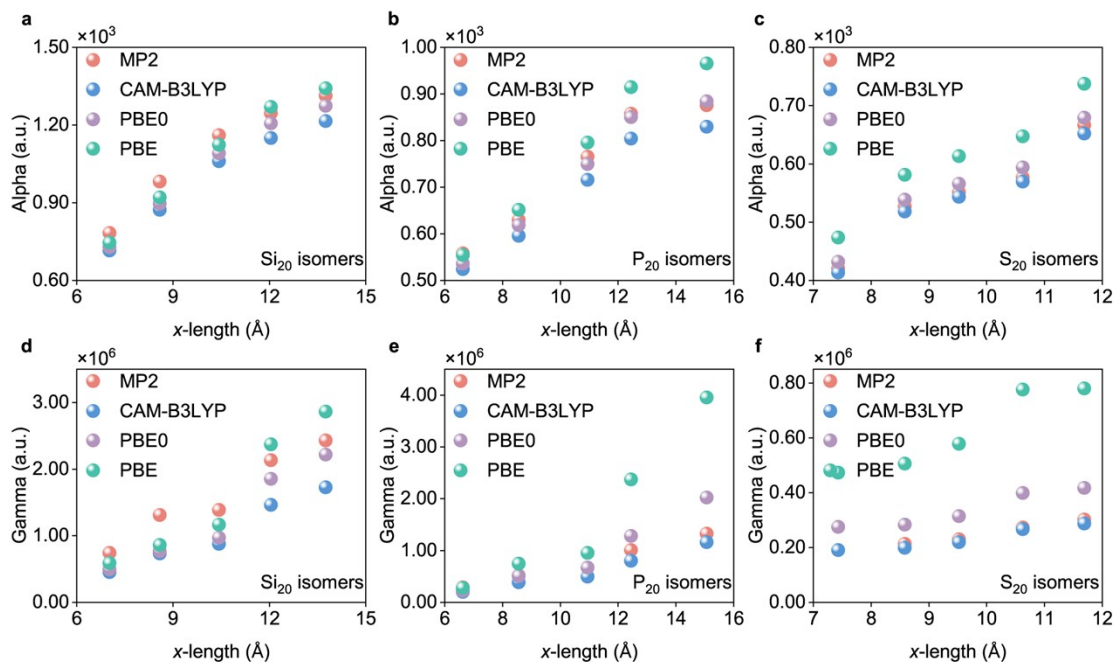 a
×10³
1.50
1.20
0.90
0.60
Alpha (a.u.)
MP2
CAM-B3LYP
PBE0
PBE
Si₂₀ isomers
6 9 12 15
x-length (Å)
b
×10³
1.00
0.90
0.80
0.70
0.60
0.50
Alpha (a.u.)
MP2
CAM-B3LYP
PBE0
PBE
P₂₀ isomers
6 8 10 12 14 16
x-length (Å)
c
×10³
0.80
0.70
0.60
0.50
0.40
Alpha (a.u.)
MP2
CAM-B3LYP
PBE0
PBE
S₂₀ isomers
7 8 9 10 11 12
x-length (Å)
d
×10⁶
3.00
2.00
1.00
0.00
Gamma (a.u.)
MP2
CAM-B3LYP
PBE0
PBE
Si₂₀ isomers
6 9 12 15
x-length (Å)
e
×10⁶
4.00
3.00
2.00
1.00
0.00
Gamma (a.u.)
MP2
CAM-B3LYP
PBE0
PBE
P₂₀ isomers
6 8 10 12 14 16
x-length (Å)
f
×10⁶
0.80
0.60
0.40
0.20
0.00
Gamma (a.u.)
MP2
CAM-B3LYP
PBE0
PBE
S₂₀ isomers
7 8 9 10 11 12
x-length (Å)